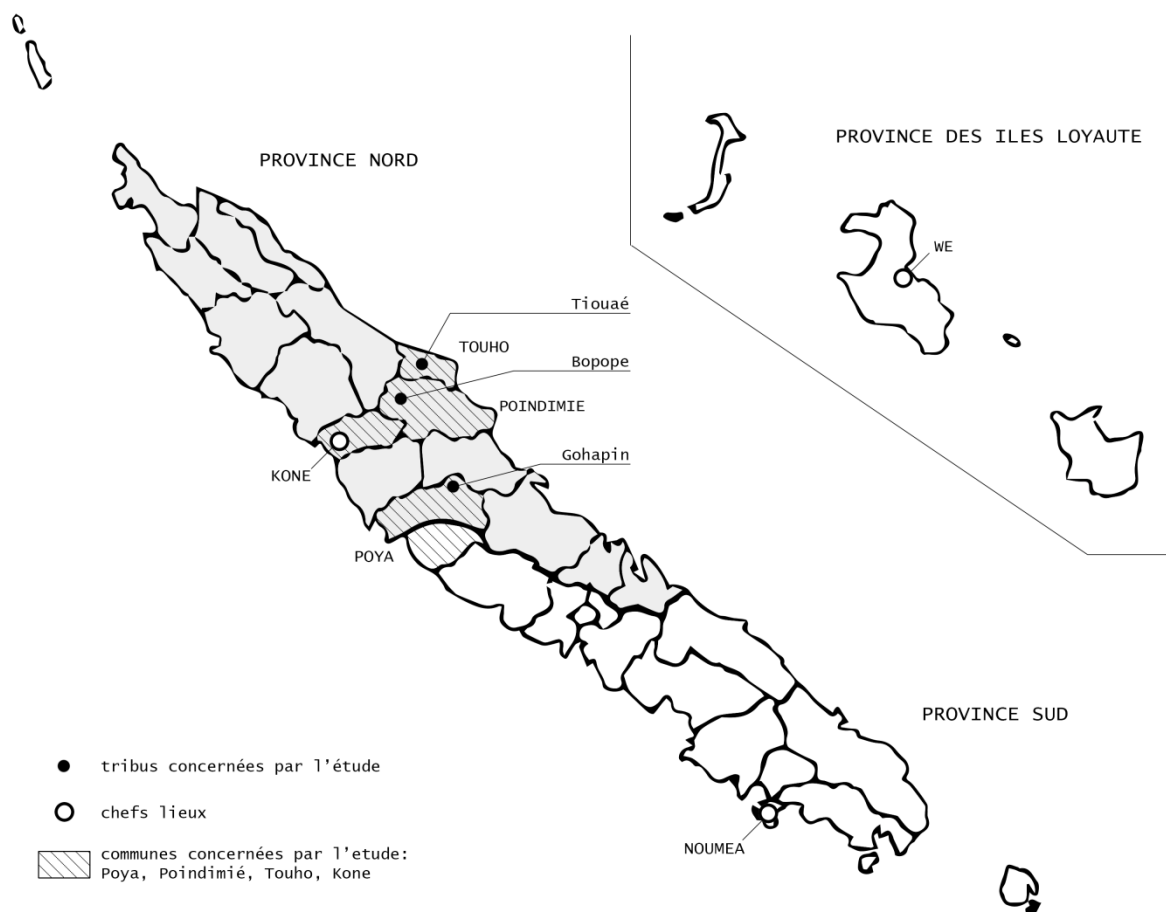 PROVINCE DES ILES LOYAUTE
PROVINCE NORD
WE
Tiouaé
TOUHO
Bopope
POINDIMIE
Gohapin
KONE
POYA
PROVINCE SUD
tribus concernées par l'étude
chefs lieux
NOUMEA
communes concernées par l'etude:
Poya, Poindimié, Touho, Kone